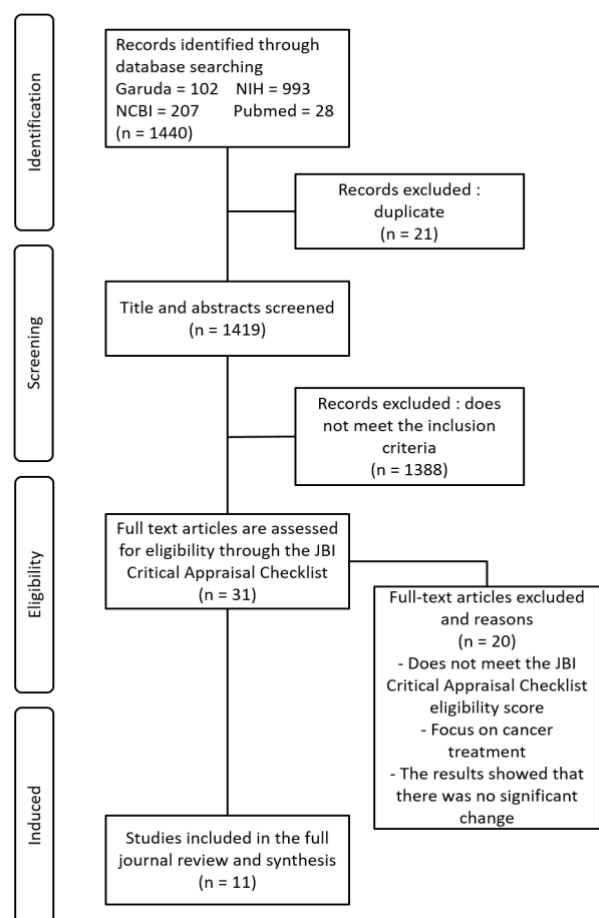 Identification
Records identified through
database searching
Garuda = 102 NIH = 993
NCBI = 207 Pubmed = 28
(n = 1440)
Records excluded :
duplicate
(n = 21)
Screening
Title and abstracts screened
(n = 1419)
Records excluded : does
not meet the inclusion
criteria
(n = 1388)
Eligibility
Full text articles are assessed
for eligibility through the JBI
Critical Appraisal Checklist
(n = 31)
Full-text articles excluded
and reasons
(n = 20)
- Does not meet the JBI
Critical Appraisal Checklist
eligibility score
- Focus on cancer
treatment
- The results showed that
there was no significant
change
Induced
Studies included in the full
journal review and synthesis
(n = 11)